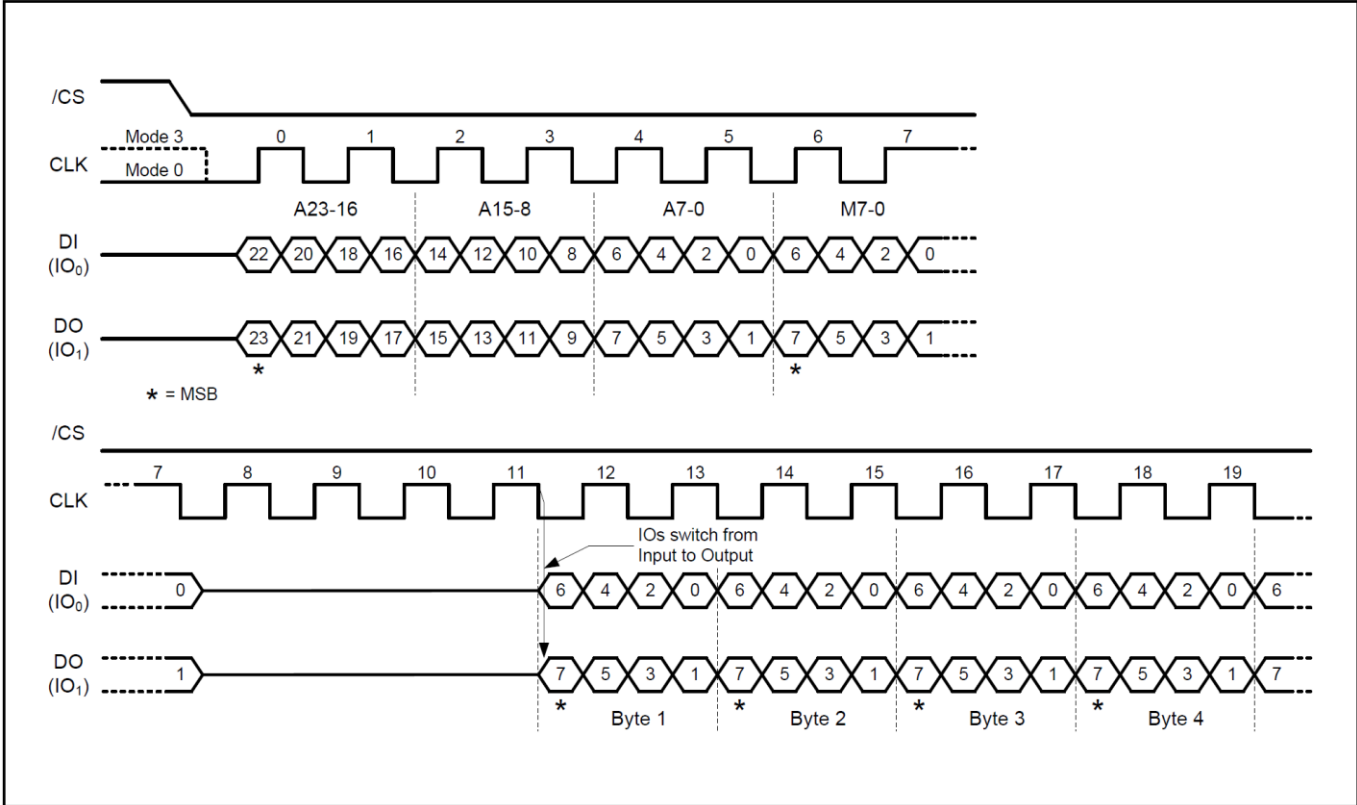 /CS
Mode 3 0 1 2 3 4 5 6 7
CLK
Mode 0
A23-16 A15-8 A7-0 M7-0
DI
(IO₀)
22 20 18 16 14 12 10 8 6 4 2 0 6 4 2 0
DO
(IO₁)
23 21 19 17 15 13 11 9 7 5 3 1 7 5 3 1
* *
* = MSB
/CS
7 8 9 10 11 12 13 14 15 16 17 18 19
CLK
IOs switch from
Input to Output
DI
(IO₀)
0 6 4 2 0 6 4 2 0 6 4 2 0 6 4 2 0 6
DO
(IO₁)
1 7 5 3 1 7 5 3 1 7 5 3 1 7 5 3 1 7
* * * *
Byte 1 Byte 2 Byte 3 Byte 4